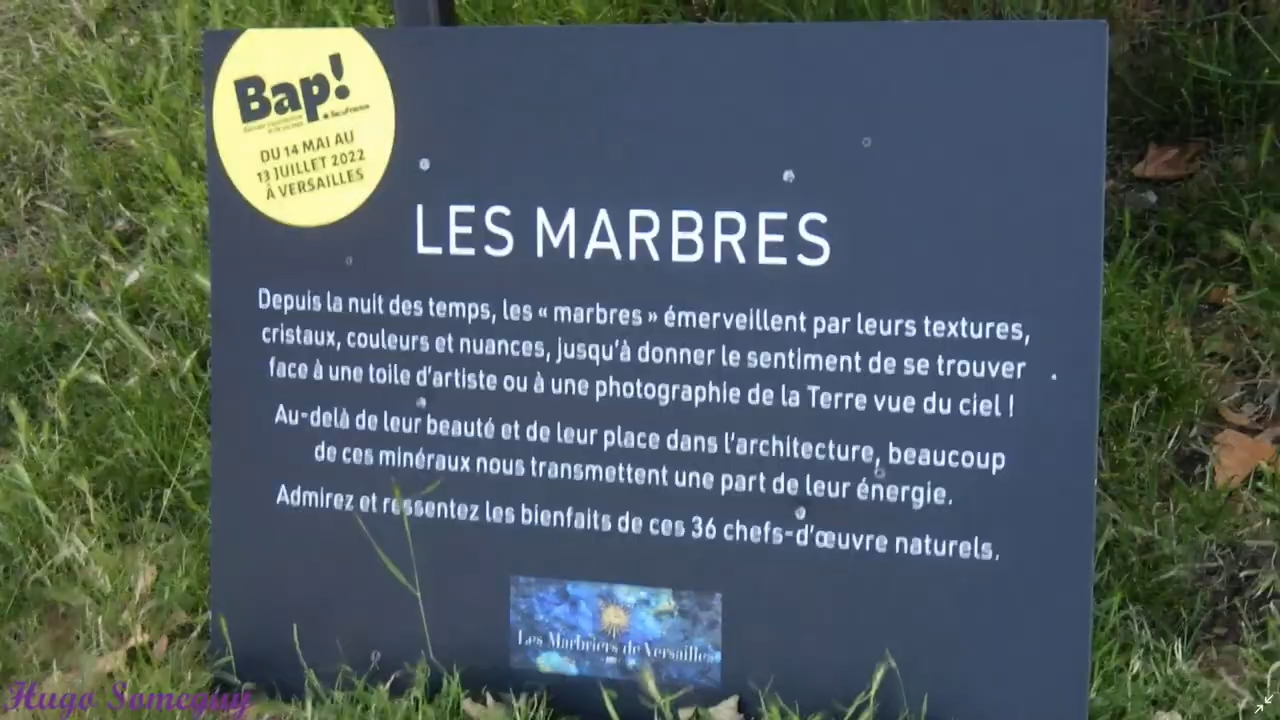 Bap!
DU 14 MAI AU
13 JUILLET 2022
À VERSAILLES
LES MARBRES
Depuis la nuit des temps, les « marbres » émerveillent par leurs textures,
cristaux, couleurs et nuances, jusqu'à donner le sentiment de se trouver
face à une toile d'artiste ou à une photographie de la Terre vue du ciel !
Au-delà de leur beauté et de leur place dans l'architecture, beaucoup
de ces minéraux nous transmettent une part de leur énergie.
Admirez et ressentez les bienfaits de ces 36 chefs-d'œuvre naturels.
Les Marbriers de Versailles
Hugo Someguy